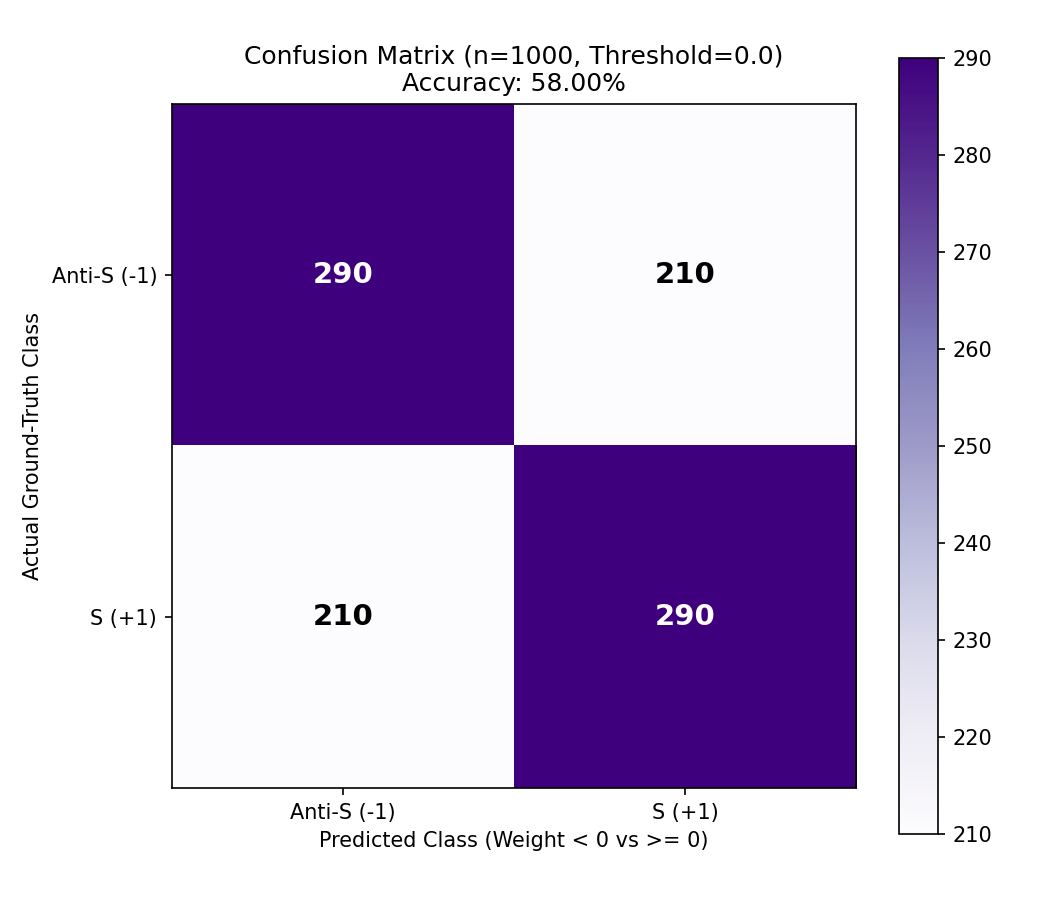 Confusion Matrix (n=1000, Threshold=0.0)
Accuracy: 58.00%
Actual Ground-Truth Class
Anti-S (-1)
S (+1)
290
210
210
290
Anti-S (-1)
S (+1)
Predicted Class (Weight < 0 vs >= 0)
290
280
270
260
250
240
230
220
210